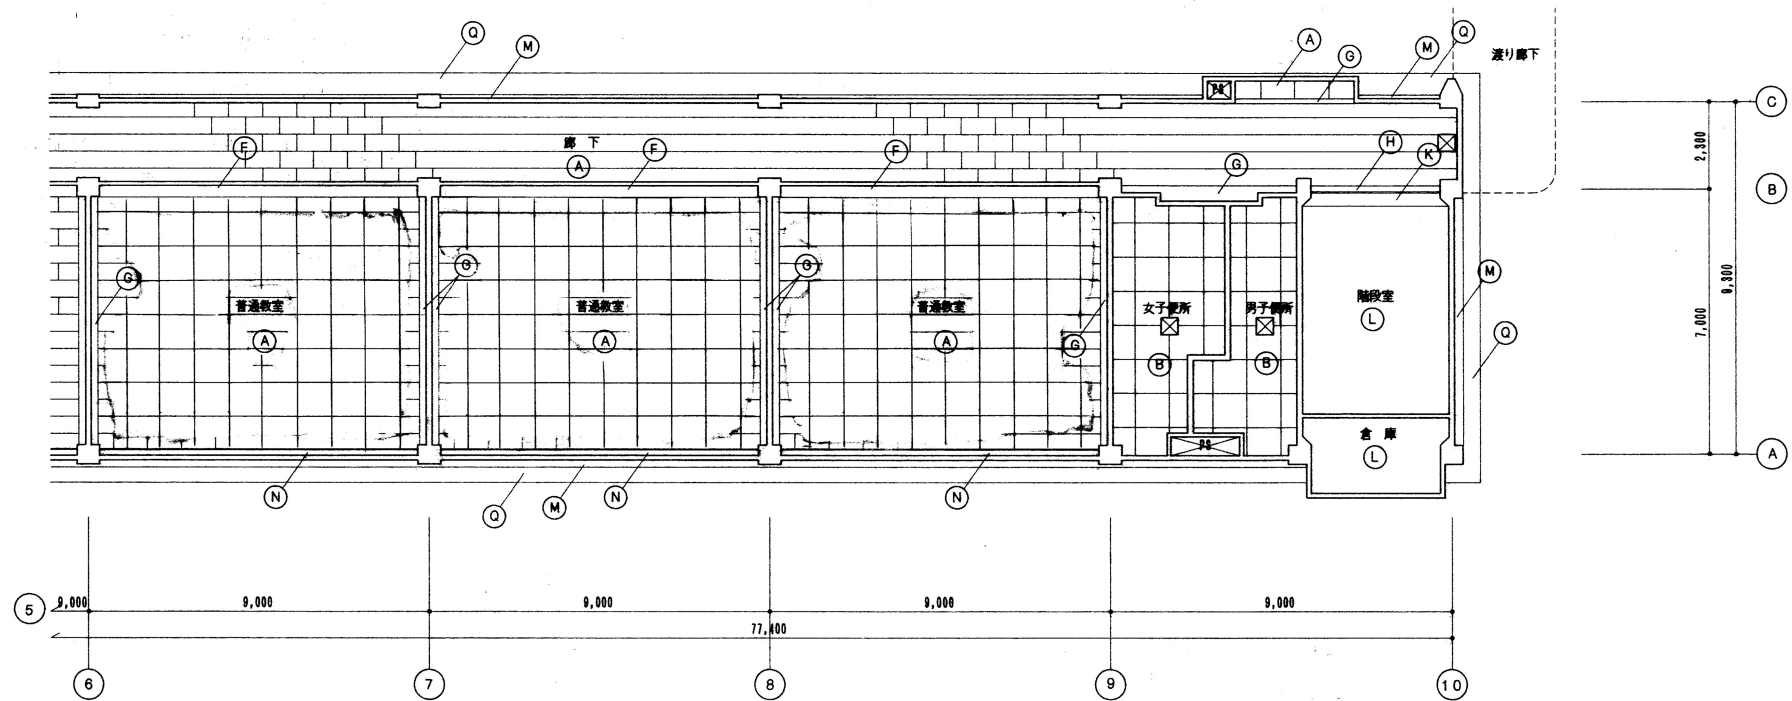 Q
M
A
G
M
Q
渡り廊下
PS
C
廊 下
A
F
F
F
G
H
K
2,300
B
G
G
G
G
M
Q
普通教室
A
普通教室
A
普通教室
A
女子便所
B
男子便所
B
階段室
L
7,000
9,300
倉 庫
L
PS
A
N
Q
M
N
N
5
9,000
9,000
9,000
9,000
9,000
77,400
6
7
8
9
10